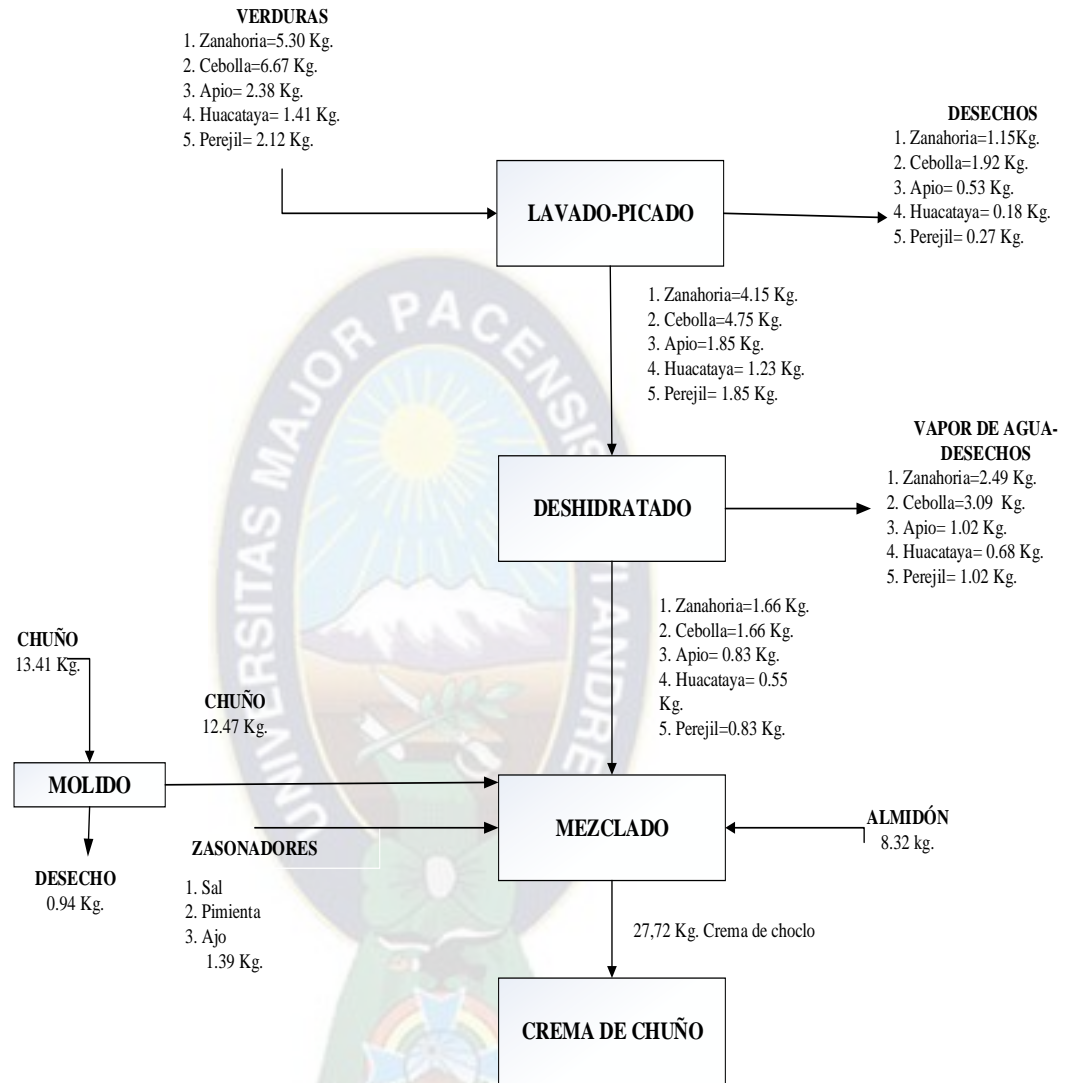 VERDURAS
1. Zanahoria=5.30 Kg.
2. Cebolla=6.67 Kg.
3. Apio= 2.38 Kg.
4. Huacataya= 1.41 Kg.
5. Perejil= 2.12 Kg.
DESECHOS
1. Zanahoria=1.15Kg.
2. Cebolla=1.92 Kg.
3. Apio= 0.53 Kg.
4. Huacataya= 0.18 Kg.
5. Perejil= 0.27 Kg.
LAVADO-PICADO
1. Zanahoria=4.15 Kg.
2. Cebolla=4.75 Kg.
3. Apio=1.85 Kg.
4. Huacataya= 1.23 Kg.
5. Perejil= 1.85 Kg.
VAPOR DE AGUA-
DESECHOS
1. Zanahoria=2.49 Kg.
2. Cebolla=3.09 Kg.
3. Apio= 1.02 Kg.
4. Huacataya= 0.68 Kg.
5. Perejil= 1.02 Kg.
DESHIDRATADO
1. Zanahoria=1.66 Kg.
2. Cebolla=1.66 Kg.
3. Apio= 0.83 Kg.
4. Huacataya= 0.55
Kg.
5. Perejil=0.83 Kg.
CHUÑO
13.41 Kg.
CHUÑO
12.47 Kg.
MOLIDO
MEZCLADO
ALMIDÓN
8.32 kg.
ZASONADORES
1. Sal
2. Pimienta
3. Ajo
1.39 Kg.
DESECHO
0.94 Kg.
27,72 Kg. Crema de choclo
CREMA DE CHUÑO
UNIVERSITAS MAJOR PACENSIS
ANDRE